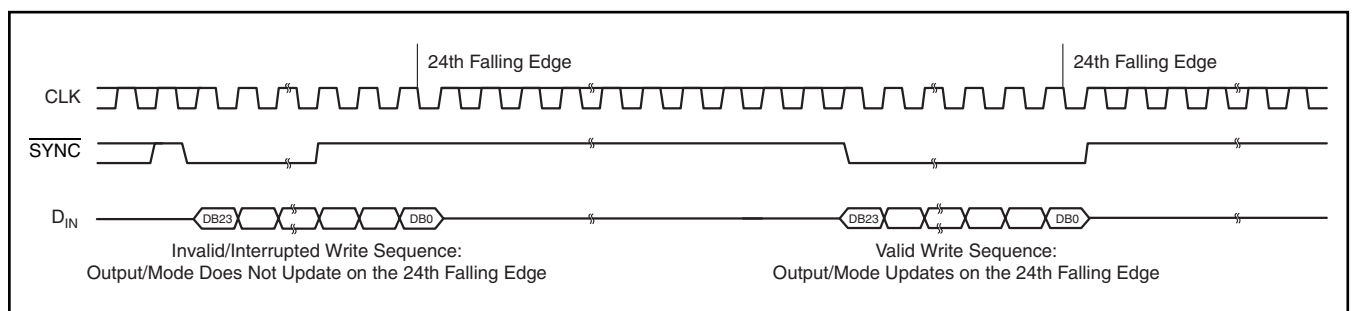 24th Falling Edge
24th Falling Edge
CLK
SYNC
DIN
DB23
DB0
DB23
DB0
Invalid/Interrupted Write Sequence:
Output/Mode Does Not Update on the 24th Falling Edge
Valid Write Sequence:
Output/Mode Updates on the 24th Falling Edge